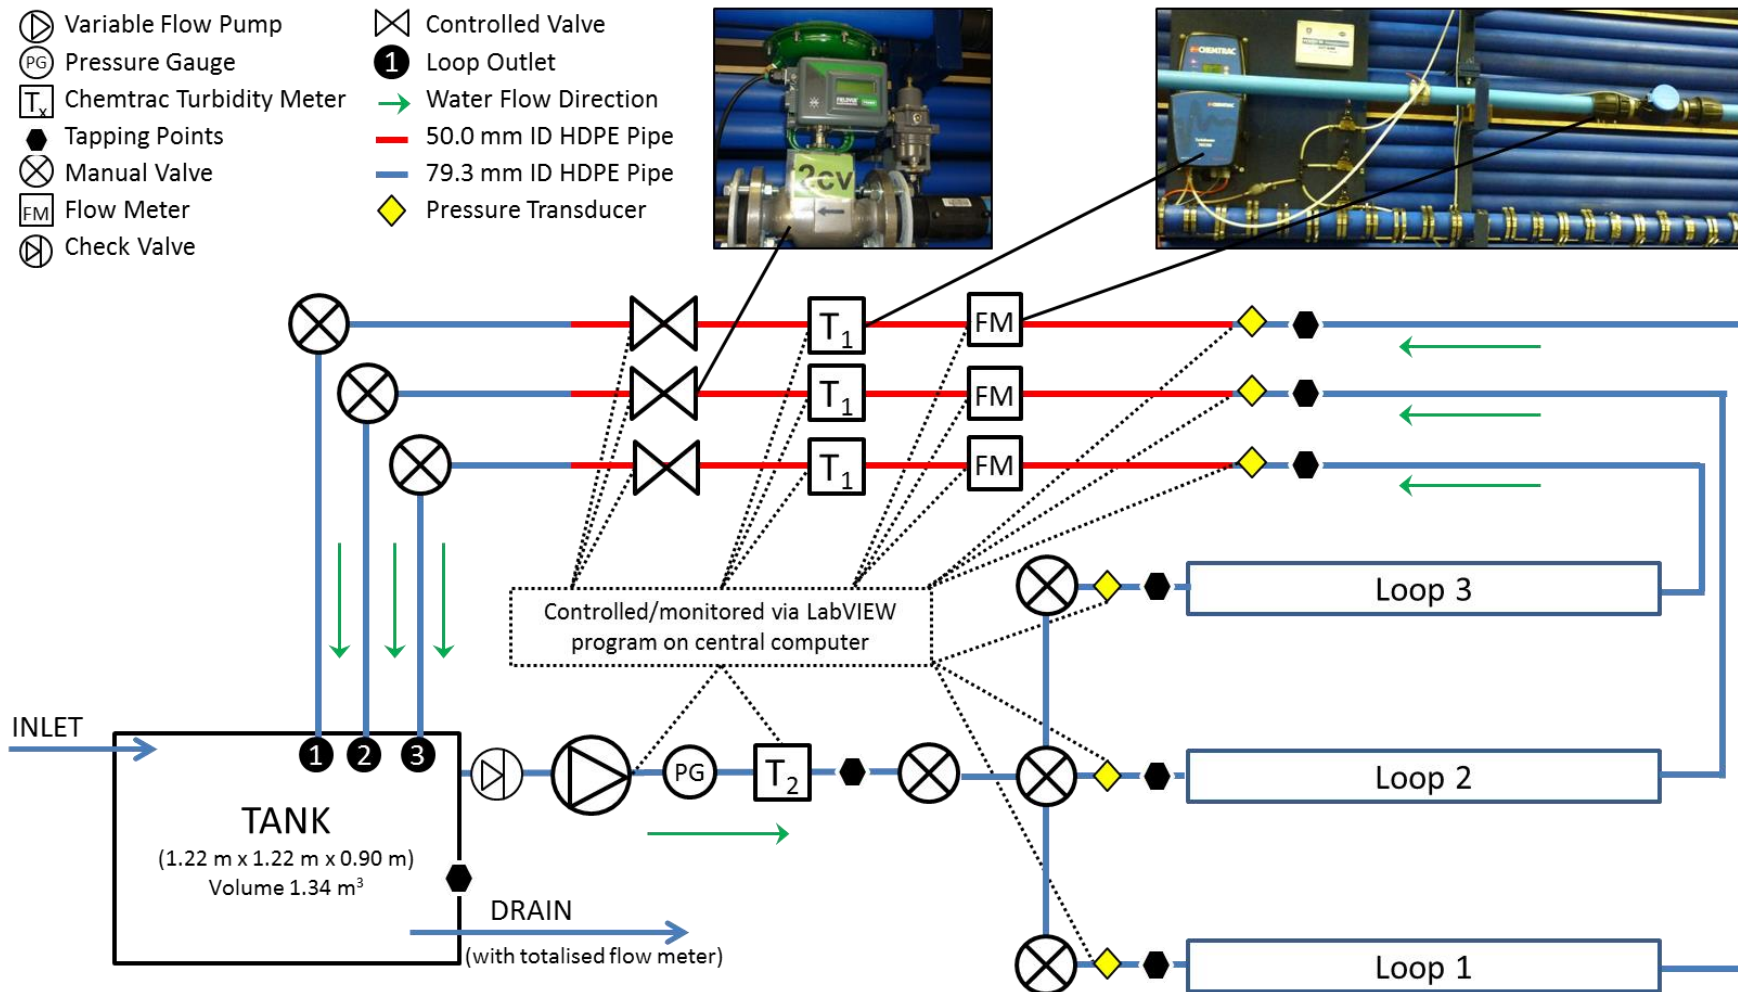 Variable Flow Pump
PG Pressure Gauge
Tx Chemtrac Turbidity Meter
Tapping Points
Manual Valve
FM Flow Meter
Check Valve
Controlled Valve
1 Loop Outlet
Water Flow Direction
50.0 mm ID HDPE Pipe
79.3 mm ID HDPE Pipe
Pressure Transducer
2cv
CHEMTRAC
CHEMTRAC
T1 FM
T1 FM
T1 FM
Controlled/monitored via LabVIEW
program on central computer
Loop 3
INLET
1 2 3
PG T2
Loop 2
TANK
(1.22 m x 1.22 m x 0.90 m)
Volume 1.34 m³
DRAIN
(with totalised flow meter)
Loop 1